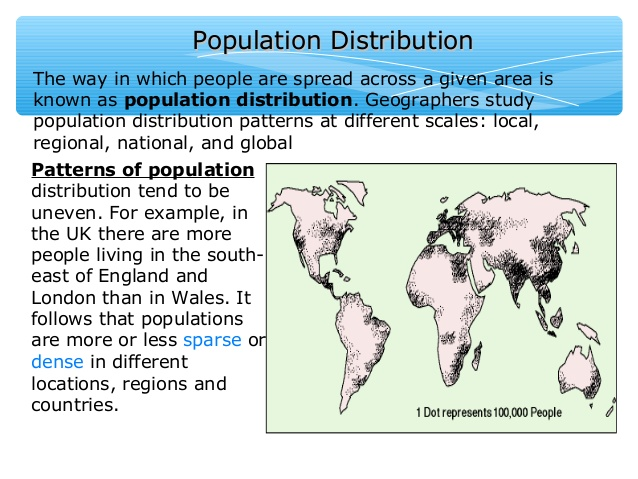 Population Distribution
The way in which people are spread across a given area is
known as population distribution. Geographers study
population distribution patterns at different scales: local,
regional, national, and global
Patterns of population
distribution tend to be
uneven. For example, in
the UK there are more
people living in the south-
east of England and
London than in Wales. It
follows that populations
are more or less sparse or
dense in different
locations, regions and
countries.
1 Dot represents 100,000 People